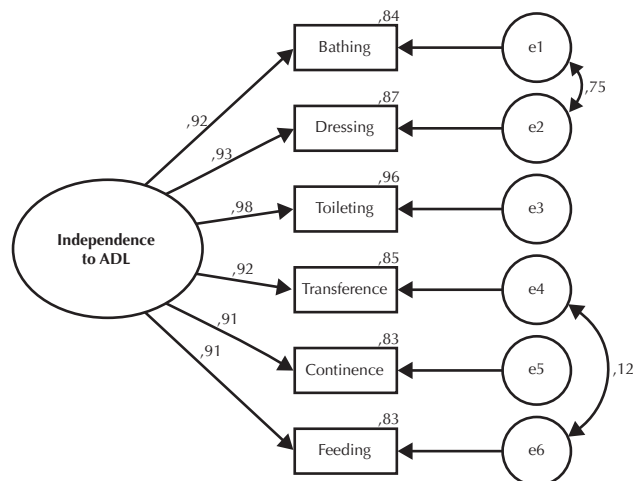 ,84
Bathing
e1
,75
,92
,87
Dressing
e2
,93
,96
Toileting
e3
,98
Independence
to ADL
,85
Transference
e4
,92
,91
,83
Continence
e5
,12
,91
,83
Feeding
e6